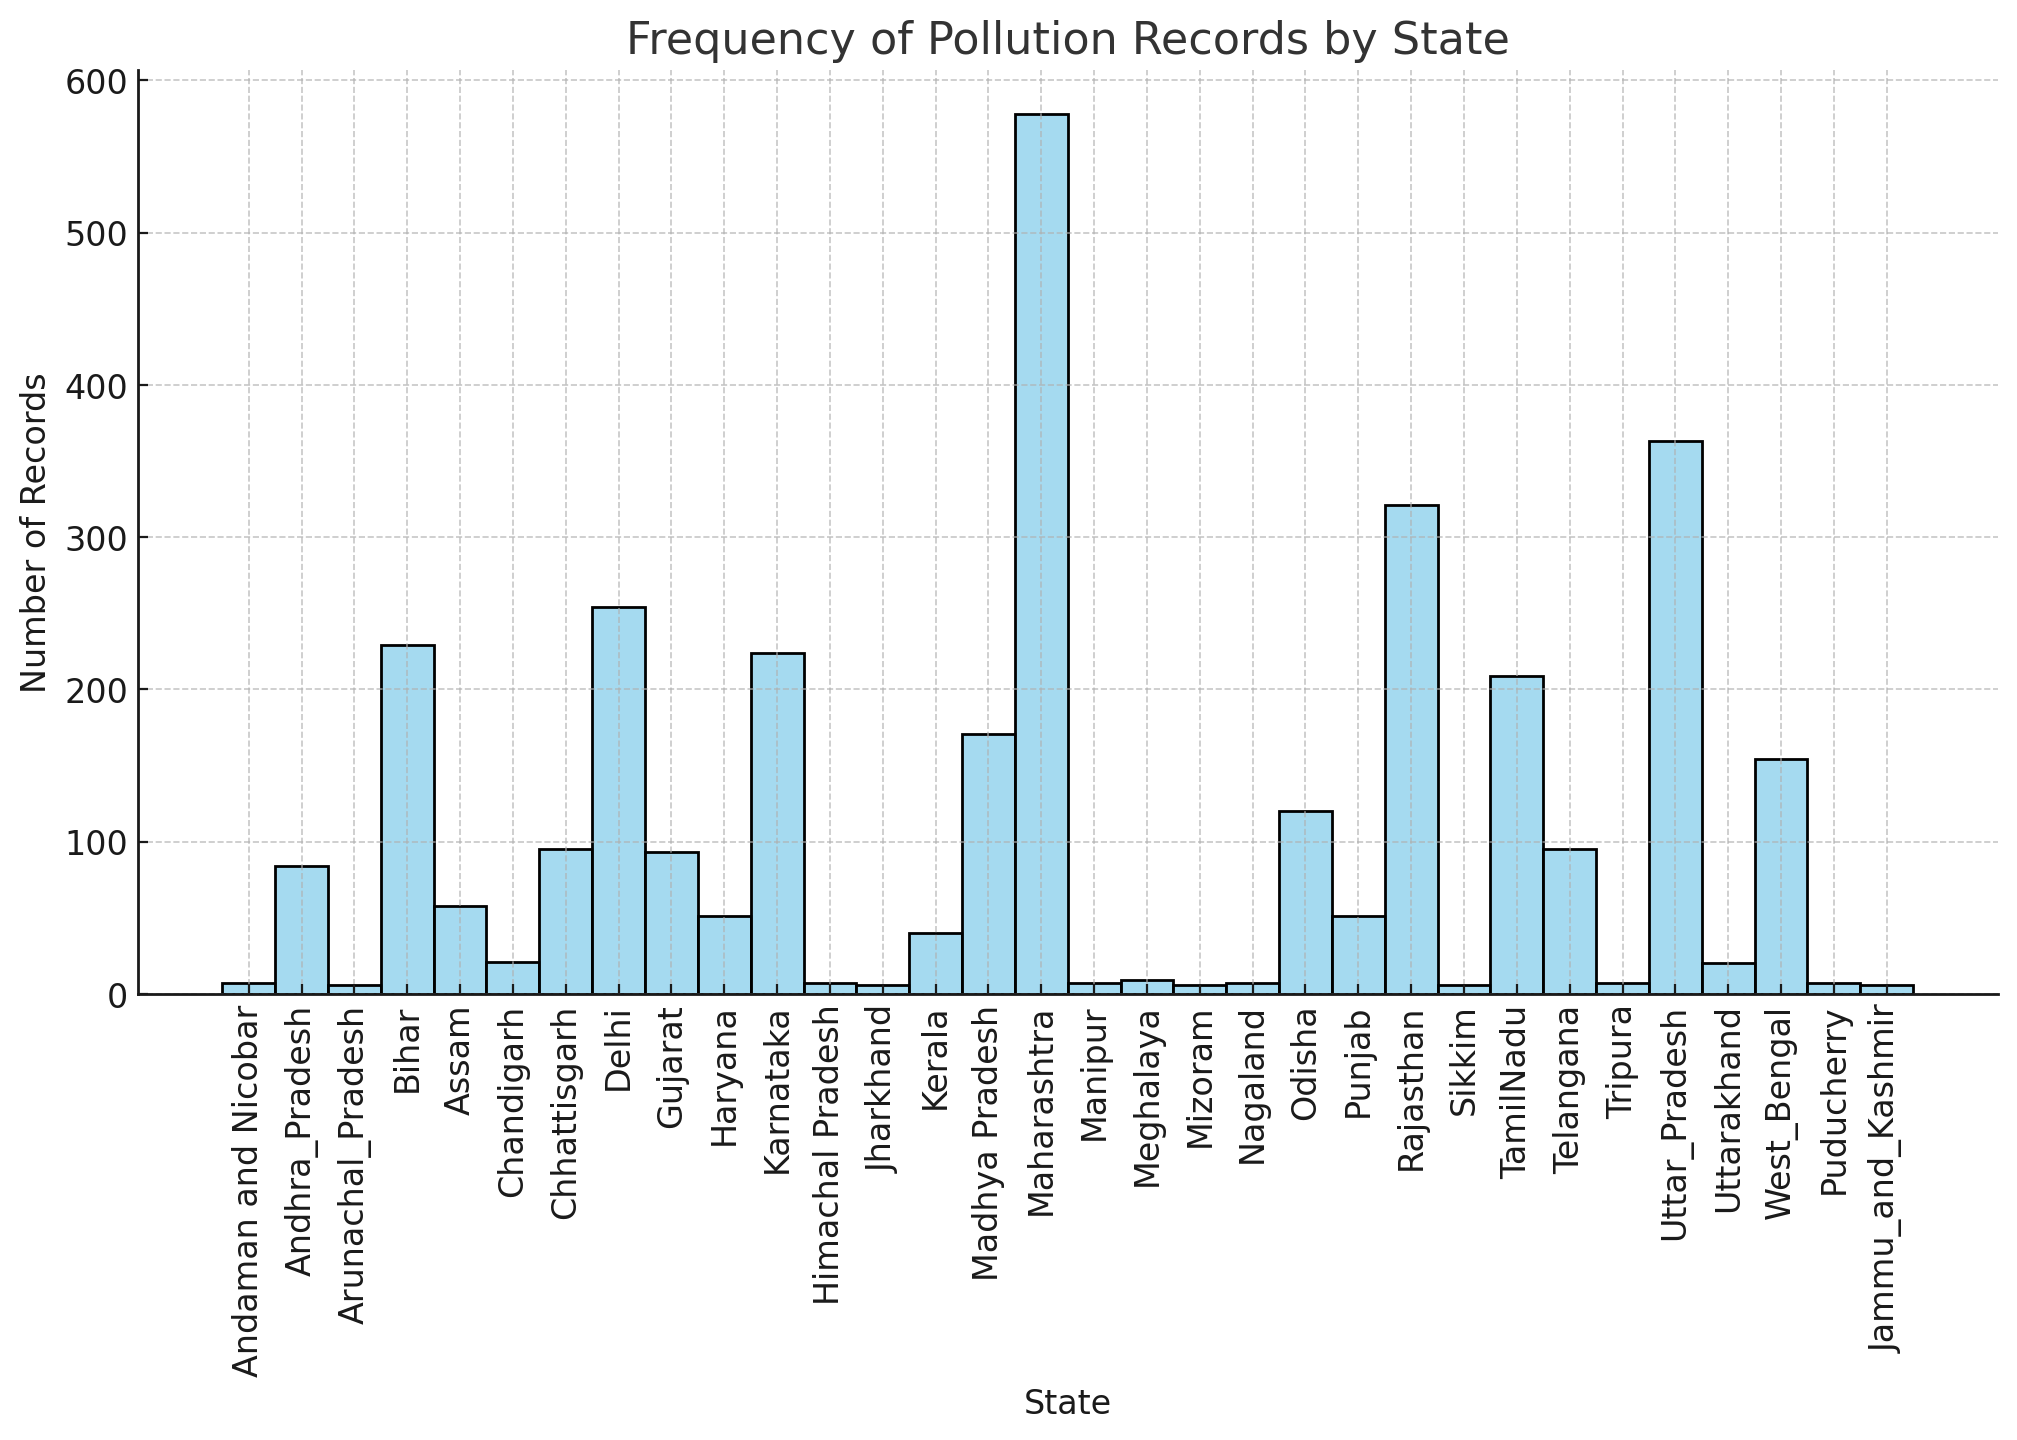 Frequency of Pollution Records by State
Number of Records
600
500
400
300
200
100
0
Andaman and Nicobar
Andhra_Pradesh
Arunachal_Pradesh
Bihar
Assam
Chandigarh
Chhattisgarh
Delhi
Gujarat
Haryana
Karnataka
Himachal Pradesh
Jharkhand
Kerala
Madhya Pradesh
Maharashtra
Manipur
Meghalaya
Mizoram
Nagaland
Odisha
Punjab
Rajasthan
Sikkim
TamilNadu
Telangana
Tripura
Uttar_Pradesh
Uttarakhand
West_Bengal
Puducherry
Jammu_and_Kashmir
State